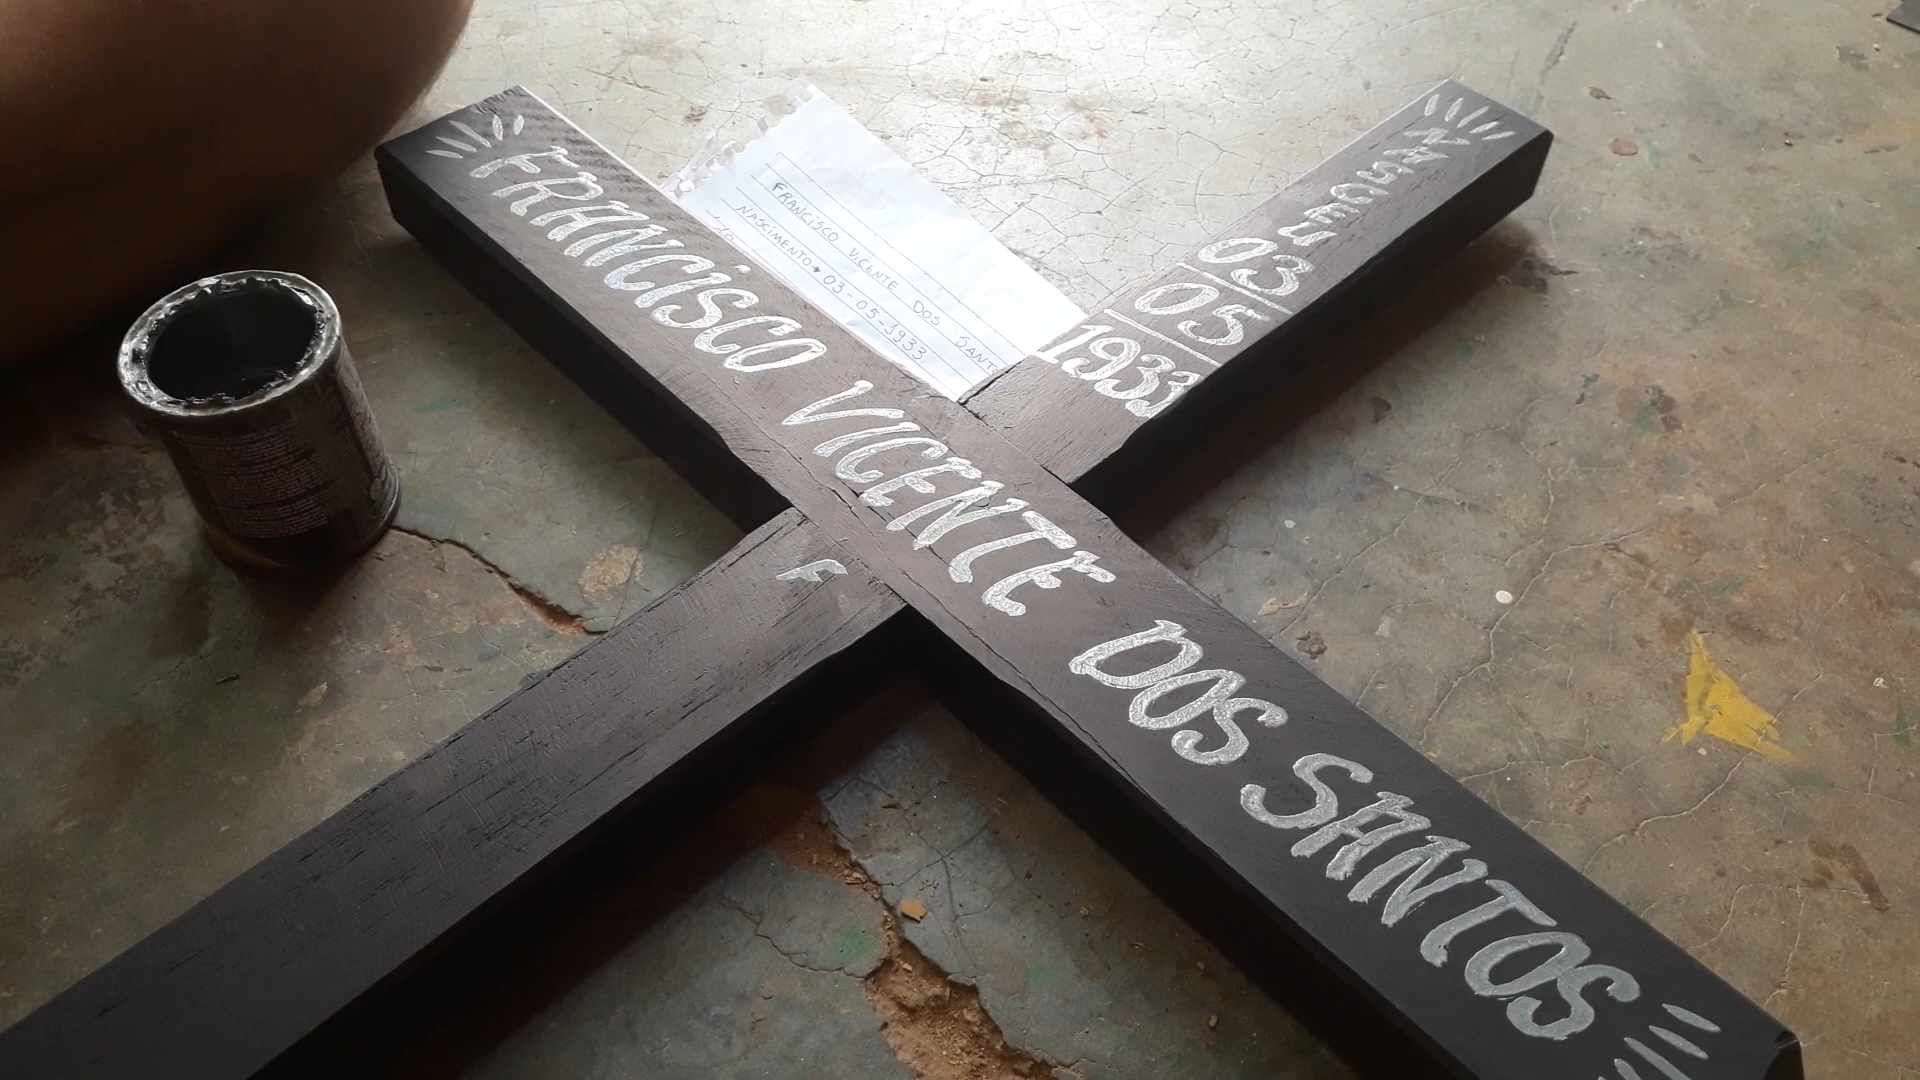 NASCEU
03
05
1933
FRANCISCO VICENTE DOS SANTOS
F
FRANCISCO VICENTE DOS SANT
NASCIMENTO→ 03-05-1933